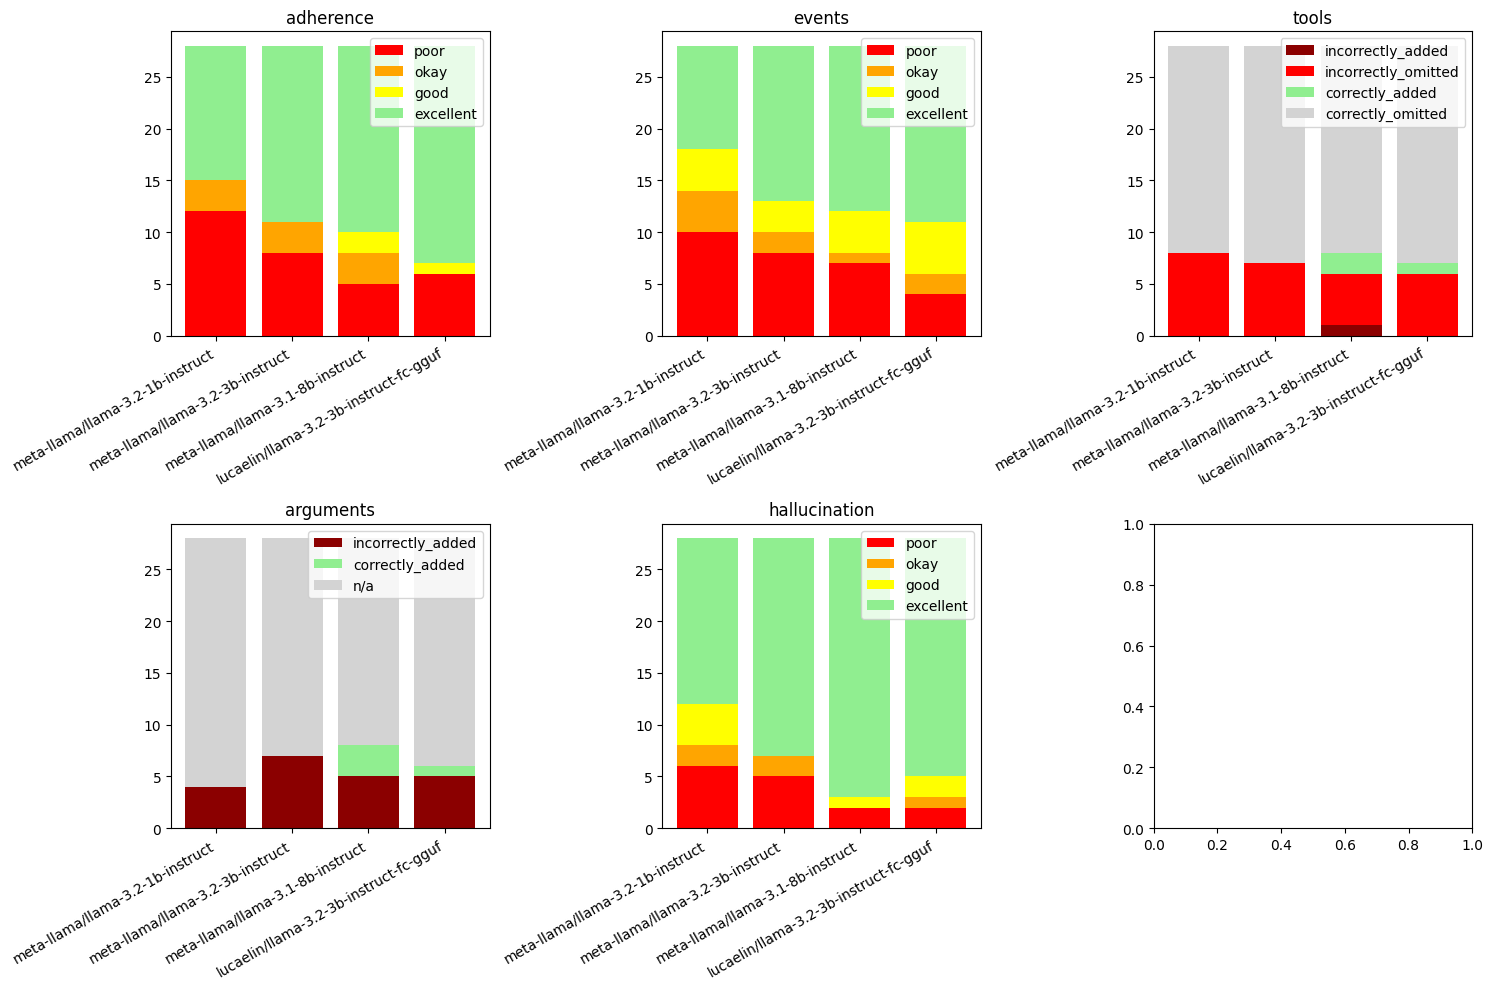 adherence
25
20
15
10
5
0
poor
okay
good
excellent
meta-llama/llama-3.2-1b-instruct
meta-llama/llama-3.2-3b-instruct
meta-llama/llama-3.1-8b-instruct
lucaelin/llama-3.2-3b-instruct-fc-gguf
events
25
20
15
10
5
0
poor
okay
good
excellent
meta-llama/llama-3.2-1b-instruct
meta-llama/llama-3.2-3b-instruct
meta-llama/llama-3.1-8b-instruct
lucaelin/llama-3.2-3b-instruct-fc-gguf
tools
25
20
15
10
5
0
incorrectly_added
incorrectly_omitted
correctly_added
correctly_omitted
meta-llama/llama-3.2-1b-instruct
meta-llama/llama-3.2-3b-instruct
meta-llama/llama-3.1-8b-instruct
lucaelin/llama-3.2-3b-instruct-fc-gguf
arguments
25
20
15
10
5
0
incorrectly_added
correctly_added
n/a
meta-llama/llama-3.2-1b-instruct
meta-llama/llama-3.2-3b-instruct
meta-llama/llama-3.1-8b-instruct
lucaelin/llama-3.2-3b-instruct-fc-gguf
hallucination
25
20
15
10
5
0
poor
okay
good
excellent
meta-llama/llama-3.2-1b-instruct
meta-llama/llama-3.2-3b-instruct
meta-llama/llama-3.1-8b-instruct
lucaelin/llama-3.2-3b-instruct-fc-gguf
1.0
0.8
0.6
0.4
0.2
0.0
0.0 0.2 0.4 0.6 0.8 1.0